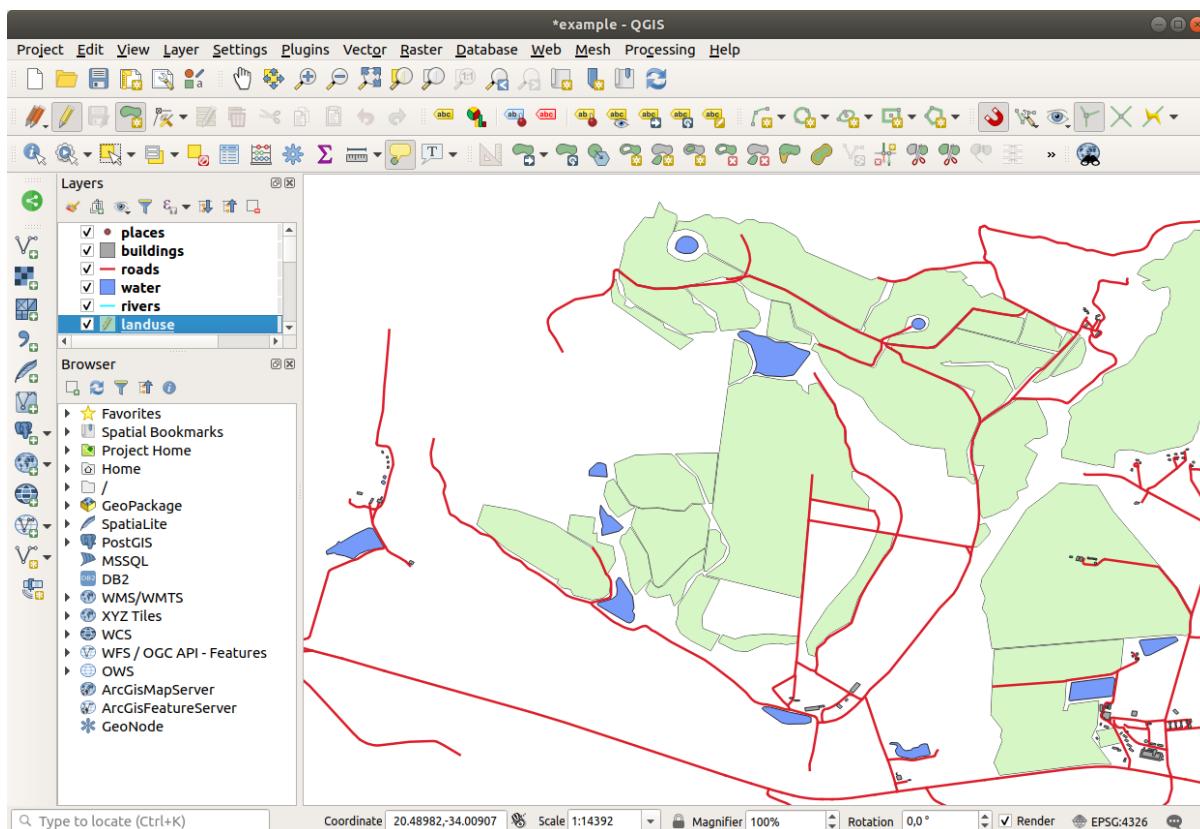 *example - QGIS
Project Edit View Layer Settings Plugins Vector Raster Database Web Mesh Processing Help
Layers
places
buildings
roads
water
rivers
landuse
Browser
Favorites
Spatial Bookmarks
Project Home
Home
/
GeoPackage
SpatiaLite
PostGIS
MSSQL
DB2
WMS/WMTS
XYZ Tiles
WCS
WFS / OGC API - Features
OWS
ArcGisMapServer
ArcGisFeatureServer
GeoNode
Type to locate (Ctrl+K) Coordinate 20.48982,-34.00907 Scale 1:14392 Magnifier 100% Rotation 0,0 ° Render EPSG:4326